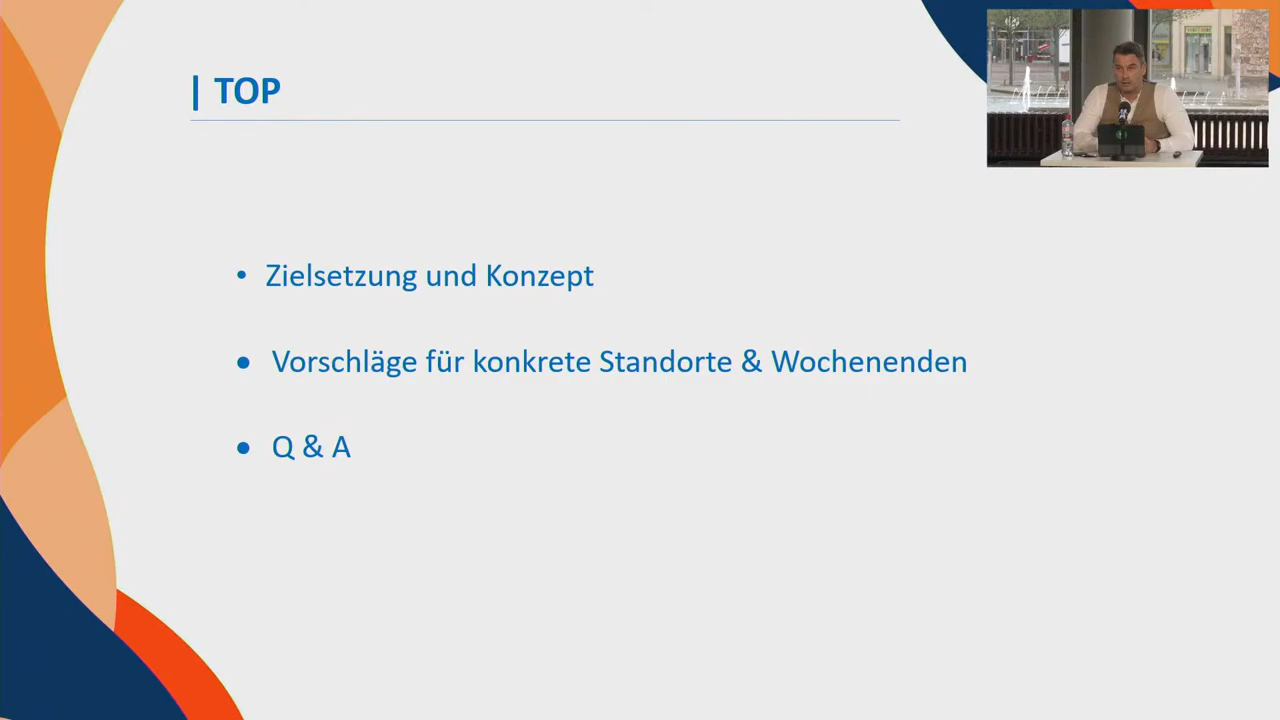 | TOP
• Zielsetzung und Konzept
● Vorschläge für konkrete Standorte & Wochenenden
● Q & A